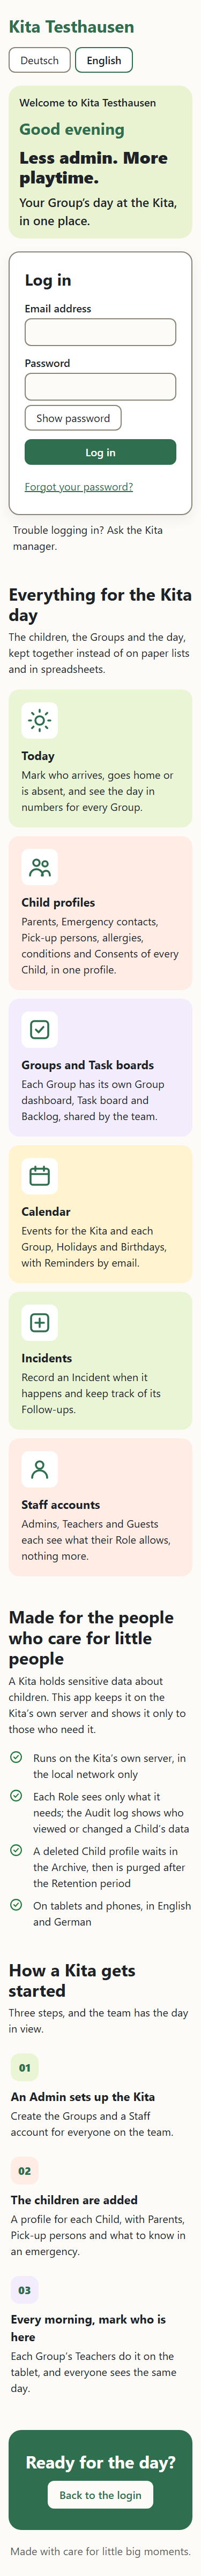 Kita Testhausen
Deutsch
English
Welcome to Kita Testhausen
Good evening
Less admin. More
playtime.
Your Group's day at the Kita,
in one place.
Log in
Email address
Password
Show password
Log in
Forgot your password?
Trouble logging in? Ask the Kita
manager.
Everything for the Kita
day
The children, the Groups and the day,
kept together instead of on paper lists
and in spreadsheets.
Today
Mark who arrives, goes home or
is absent, and see the day in
numbers for every Group.
Child profiles
Parents, Emergency contacts,
Pick-up persons, allergies,
conditions and Consents of every
Child, in one profile.
Groups and Task boards
Each Group has its own Group
dashboard, Task board and
Backlog, shared by the team.
Calendar
Events for the Kita and each
Group, Holidays and Birthdays,
with Reminders by email.
Incidents
Record an Incident when it
happens and keep track of its
Follow-ups.
Staff accounts
Admins, Teachers and Guests
each see what their Role allows,
nothing more.
Made for the people
who care for little
people
A Kita holds sensitive data about
children. This app keeps it on the
Kita's own server and shows it only to
those who need it.
Runs on the Kita's own server, in
the local network only
Each Role sees only what it
needs; the Audit log shows who
viewed or changed a Child's data
A deleted Child profile waits in
the Archive, then is purged after
the Retention period
On tablets and phones, in English
and German
How a Kita gets
started
Three steps, and the team has the day
in view.
01
An Admin sets up the Kita
Create the Groups and a Staff
account for everyone on the team.
02
The children are added
A profile for each Child, with Parents,
Pick-up persons and what to know in
an emergency.
03
Every morning, mark who is
here
Each Group's Teachers do it on the
tablet, and everyone sees the same
day.
Ready for the day?
Back to the login
Made with care for little big moments.